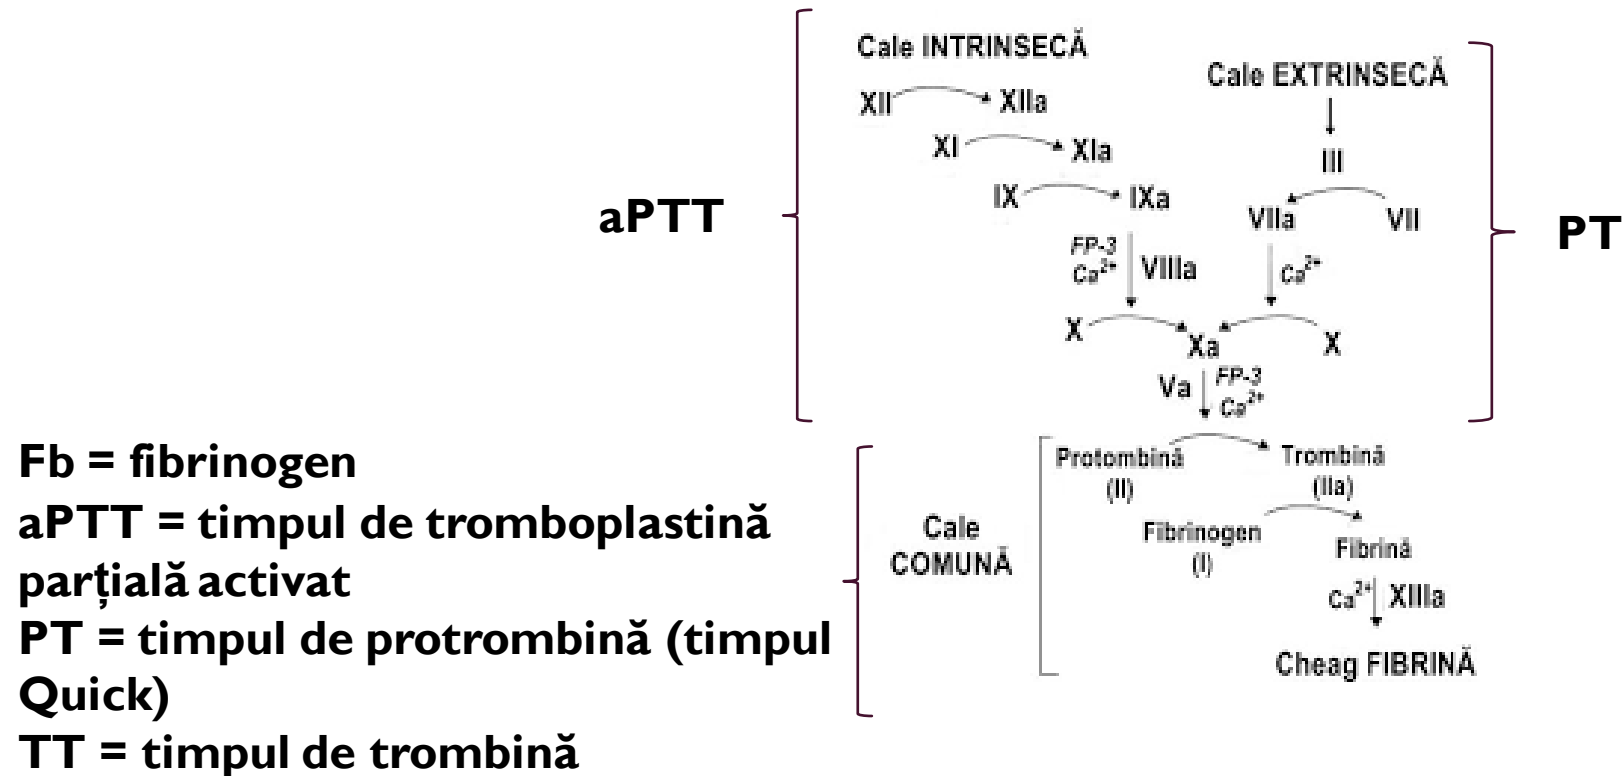 Cale INTRINSECĂ
Cale EXTRINSECĂ
XII XIIa
XI XIa
III
IX IXa
VIIa VII
aPTT
PT
FP-3
Ca²⁺ VIIIa
Ca²⁺
X Xa X
Va FP-3
Ca²⁺
Protombină
(II)
Trombină
(IIa)
Fibrinogen
(I)
Fibrină
Cale
COMUNĂ
Ca²⁺ XIIIa
Cheag FIBRINĂ
Fb = fibrinogen
aPTT = timpul de tromboplastină
parțială activat
PT = timpul de protrombină (timpul
Quick)
TT = timpul de trombină